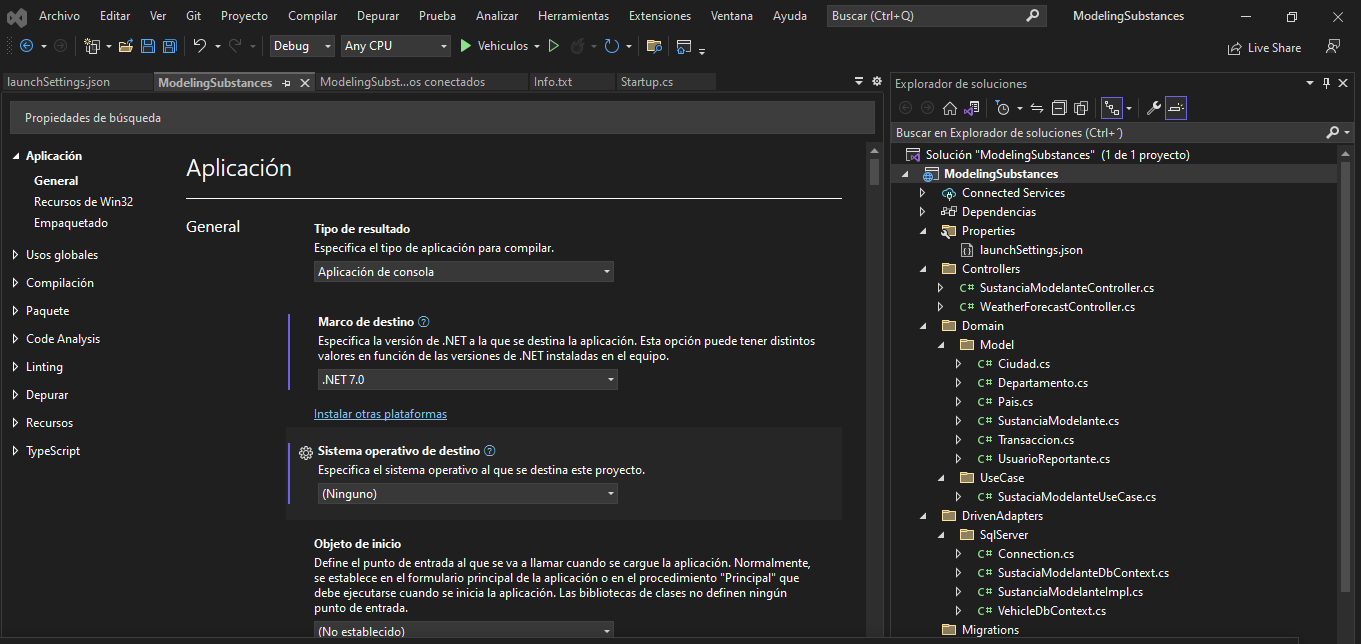 Archivo Editar Ver Git Proyecto Compilar Depurar Prueba Analizar Herramientas Extensiones Ventana Ayuda Buscar (Ctrl+Q) ModelingSubstances
Debug Any CPU Vehiculos Live Share
launchSettings.json ModelingSubstances ModelingSubst...os conectados Info.txt Startup.cs
Propiedades de búsqueda
Aplicación
General
Recursos de Win32
Empaquetado
Usos globales
Compilación
Paquete
Code Analysis
Linting
Depurar
Recursos
TypeScript
Aplicación
General
Tipo de resultado
Especifica el tipo de aplicación para compilar.
Aplicación de consola
Marco de destino
Especifica la versión de .NET a la que se destina la aplicación. Esta opción puede tener distintos
valores en función de las versiones de .NET instaladas en el equipo.
.NET 7.0
Instalar otras plataformas
Sistema operativo de destino
Especifica el sistema operativo al que se destina este proyecto.
(Ninguno)
Objeto de inicio
Define el punto de entrada al que se va a llamar cuando se cargue la aplicación. Normalmente,
se establece en el formulario principal de la aplicación o en el procedimiento "Principal" que
debe ejecutarse cuando se inicia la aplicación. Las bibliotecas de clases no definen ningún
punto de entrada.
(No establecido)
Explorador de soluciones
Buscar en Explorador de soluciones (Ctrl+´)
Solución "ModelingSubstances" (1 de 1 proyecto)
ModelingSubstances
Connected Services
Dependencias
Properties
launchSettings.json
Controllers
C# SustanciaModelanteController.cs
C# WeatherForecastController.cs
Domain
Model
C# Ciudad.cs
C# Departamento.cs
C# Pais.cs
C# SustanciaModelante.cs
C# Transaccion.cs
C# UsuarioReportante.cs
UseCase
C# SustaciaModelanteUseCase.cs
DrivenAdapters
SqlServer
C# Connection.cs
C# SustaciaModelanteDbContext.cs
C# SustanciaModelanteImpl.cs
C# VehicleDbContext.cs
Migrations